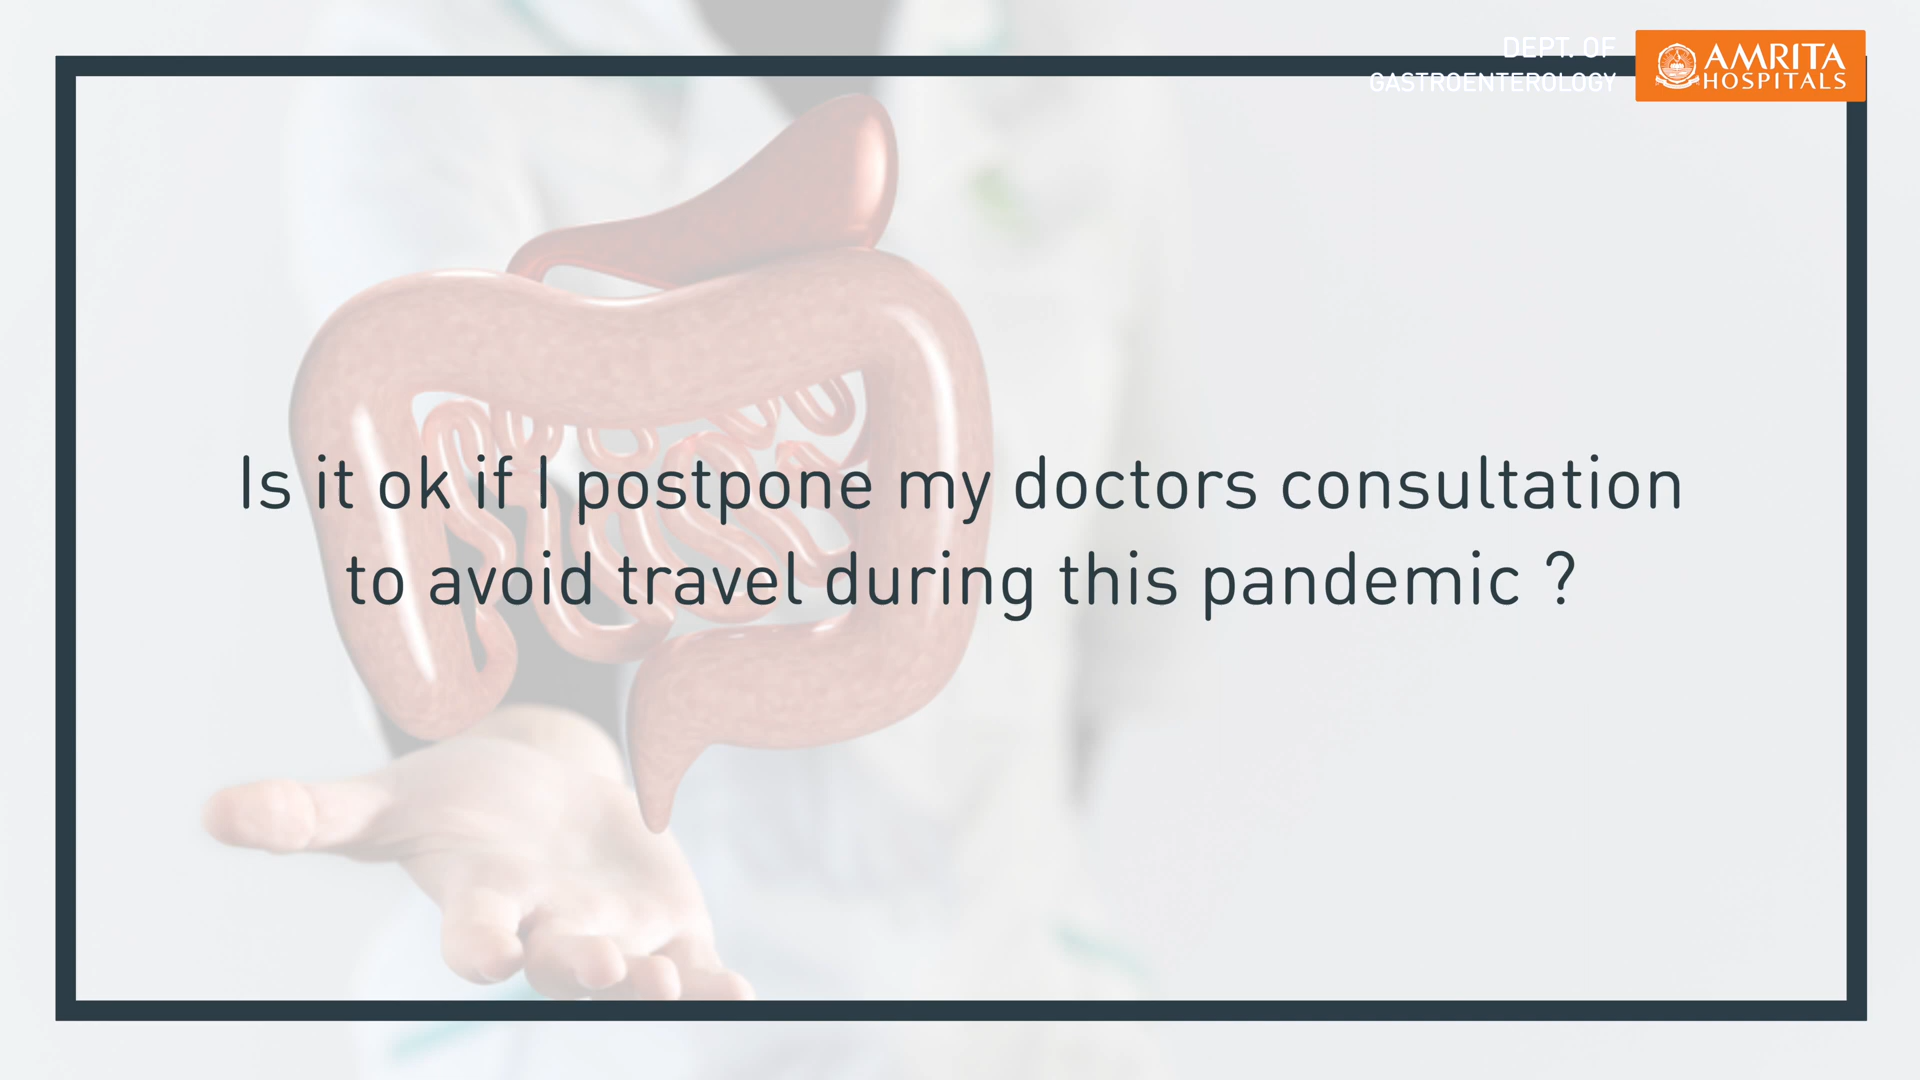 DEPT. OF
GASTROENTEROLOGY
AMRITA
HOSPITALS
Is it ok if I postpone my doctors consultation
to avoid travel during this pandemic ?